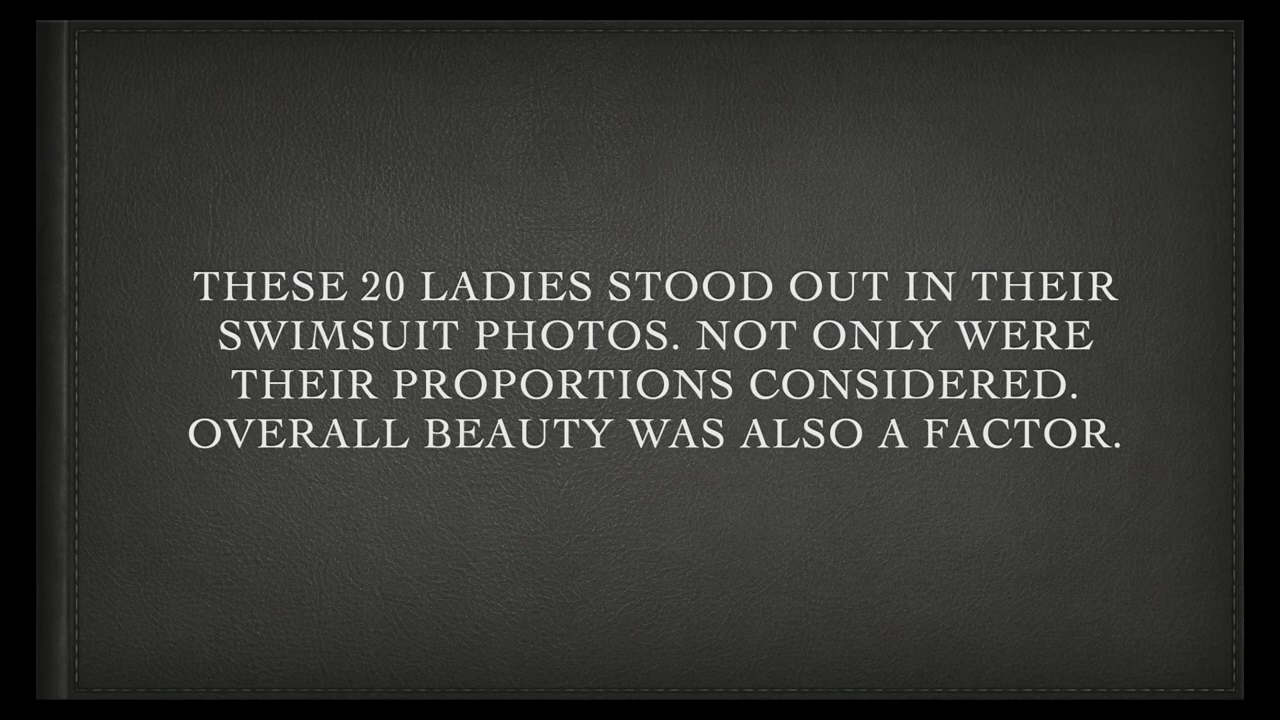 THESE 20 LADIES STOOD OUT IN THEIR
SWIMSUIT PHOTOS. NOT ONLY WERE
THEIR PROPORTIONS CONSIDERED.
OVERALL BEAUTY WAS ALSO A FACTOR.